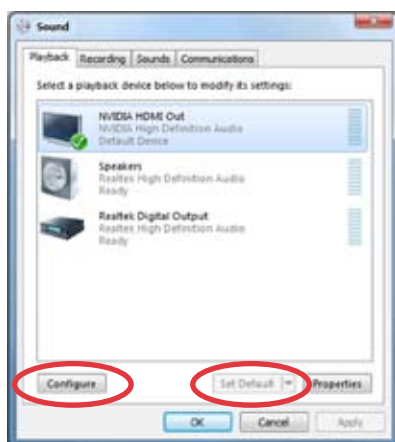 Sound
Playback Recording Sounds Communications
Select a playback device below to modify its settings:
NVIDIA HDMI Out
NVIDIA High Definition Audio
Default Device
Speakers
Realtek High Definition Audio
Ready
Realtek Digital Output
Realtek High Definition Audio
Ready
Configure Set Default Properties
OK Cancel Apply